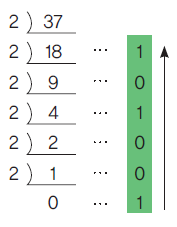 2 ) 37
2 ) 18 ... 1
2 ) 9 ... 0
2 ) 4 ... 1
2 ) 2 ... 0
2 ) 1 ... 0
0 ... 1